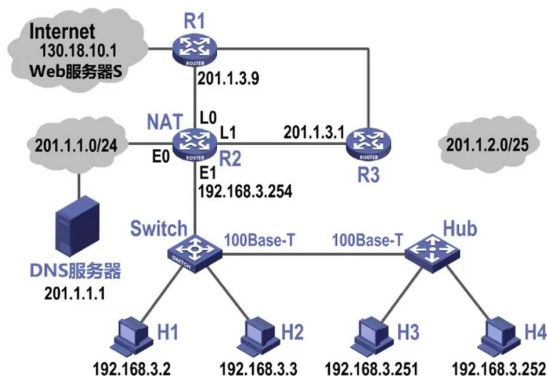 Internet
130.18.10.1
Web服务器S
R1
ROUTER
201.1.3.9
L0
NAT
L1
201.1.3.1
201.1.1.0/24
201.1.2.0/25
E0
ROUTER
R2
ROUTER
R3
E1
192.168.3.254
Switch
100Base-T
100Base-T
Hub
SWITCH
DNS服务器
201.1.1.1
H1
H2
H3
H4
192.168.3.2
192.168.3.3
192.168.3.251
192.168.3.252